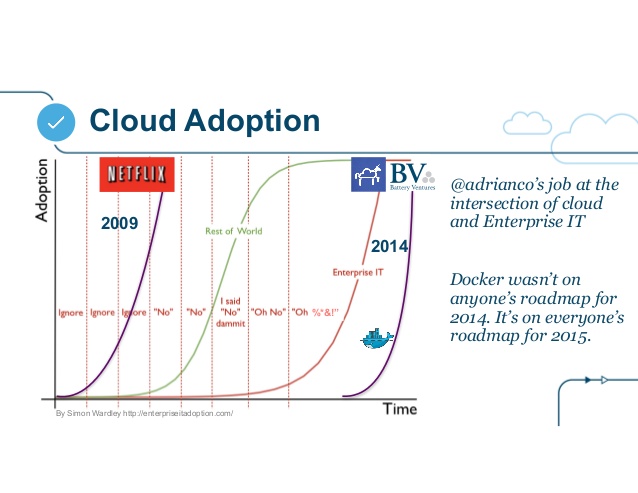 Cloud Adoption
Adoption
NETFLIX
2009
Rest of World
BV
Battery Ventures
2014
Enterprise IT
Ignore
Ignore
Ignore
"No"
"No"
I said
"No"
dammit
"Oh No"
"Oh %*&!"
Time
By Simon Wardley http://enterpriseitadoption.com/
@adrianco's job at the
intersection of cloud
and Enterprise IT
Docker wasn't on
anyone's roadmap for
2014. It's on everyone's
roadmap for 2015.